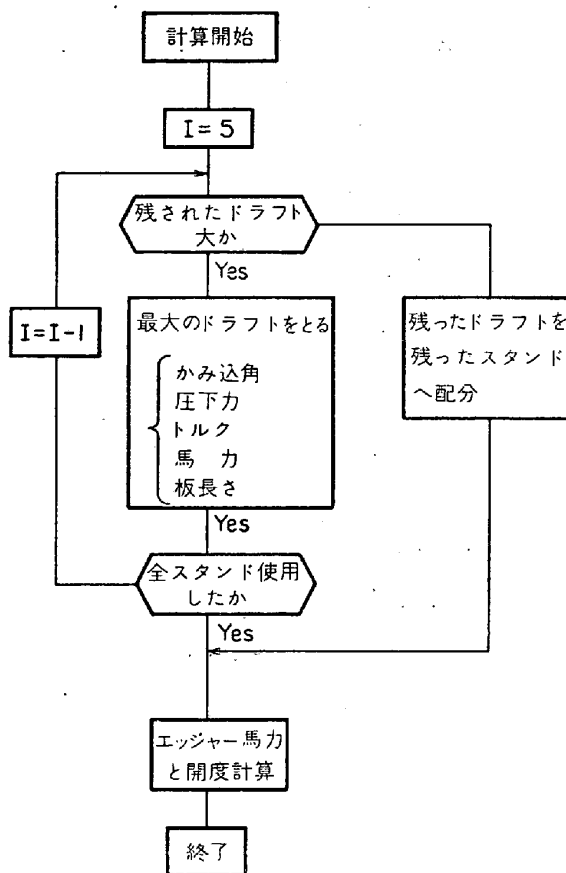 計算開始
I=5
残されたドラフト
大か
Yes
I=I-1
最大のドラフトをとる
かみ込角
圧下力
トルク
馬 力
板長さ
残ったドラフトを
残ったスタンド
へ配分
Yes
全スタンド使用
したか
Yes
エッジャー馬力
と開度計算
終了